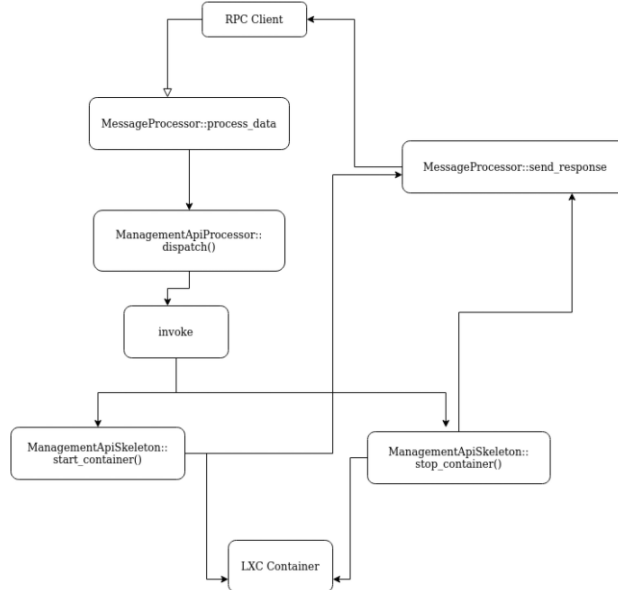 RPC Client
MessageProcessor::process_data
MessageProcessor::send_response
ManagementApiProcessor::
dispatch()
invoke
ManagementApiSkeleton::
start_container()
ManagementApiSkeleton::
stop_container()
LXC Container